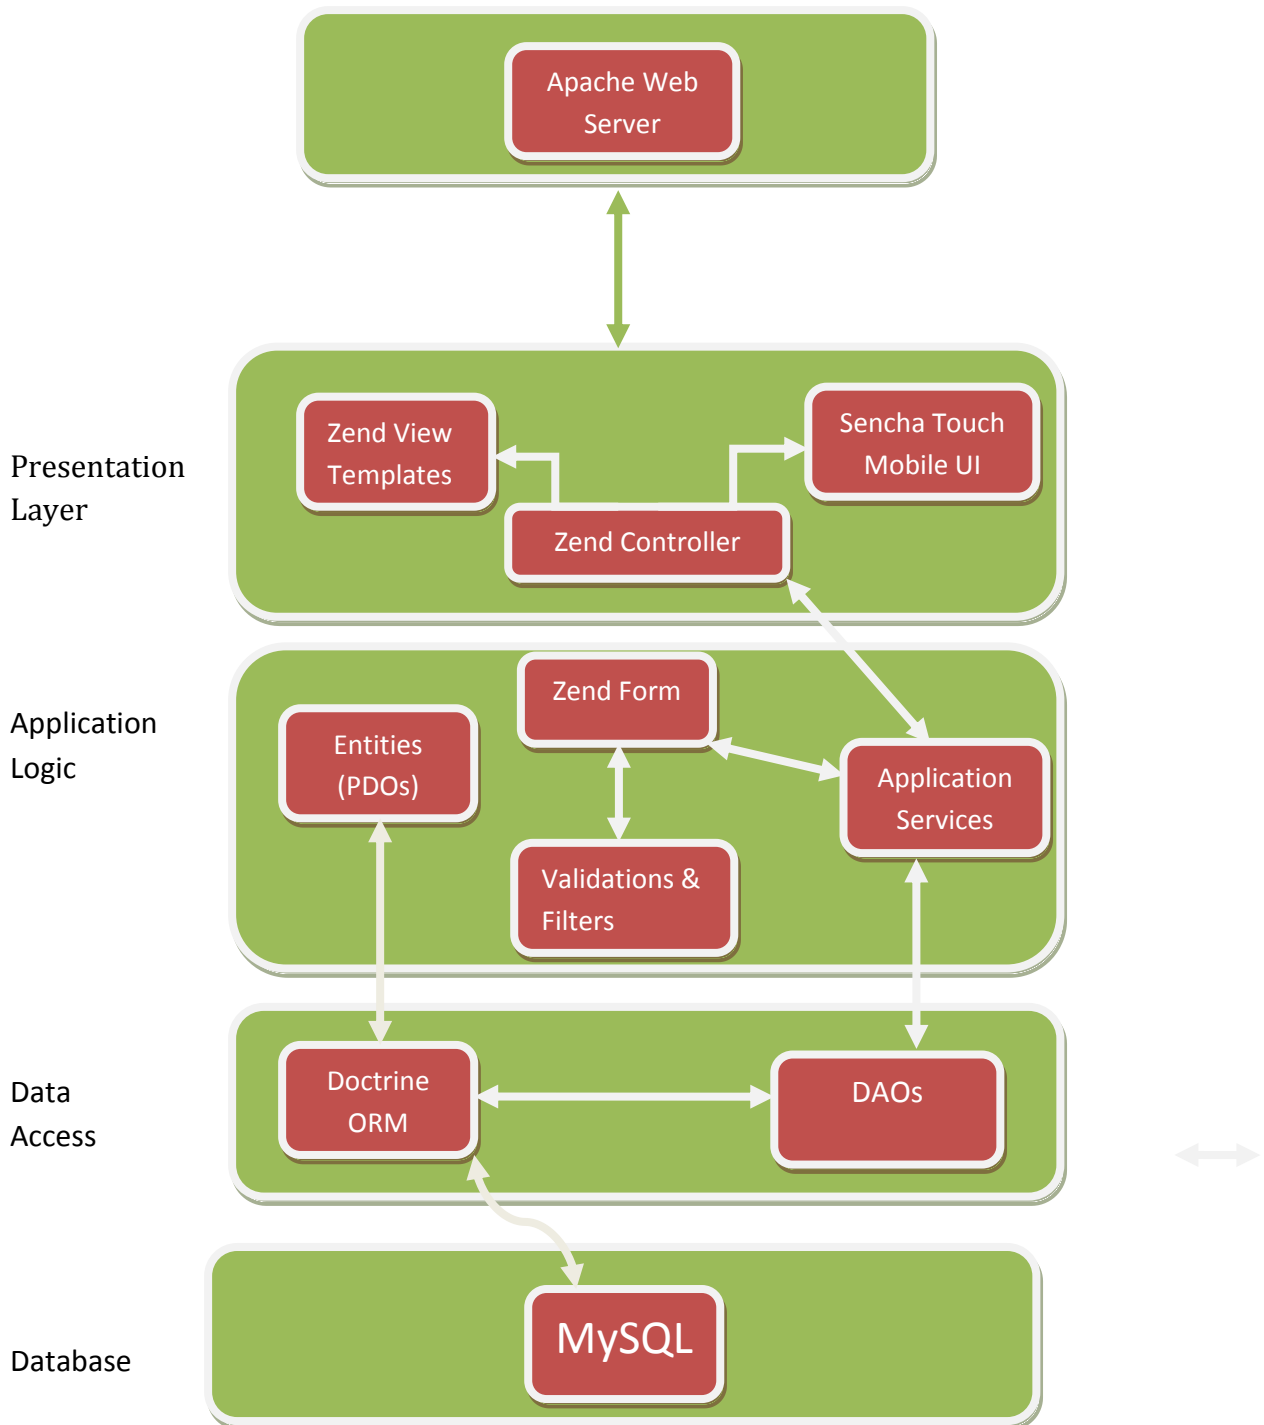 Apache Web
Server
Presentation
Layer
Zend View
Templates
Sencha Touch
Mobile UI
Zend Controller
Application
Logic
Entities
(PDOs)
Zend Form
Validations &
Filters
Application
Services
Data
Access
Doctrine
ORM
DAOs
Database
MySQL